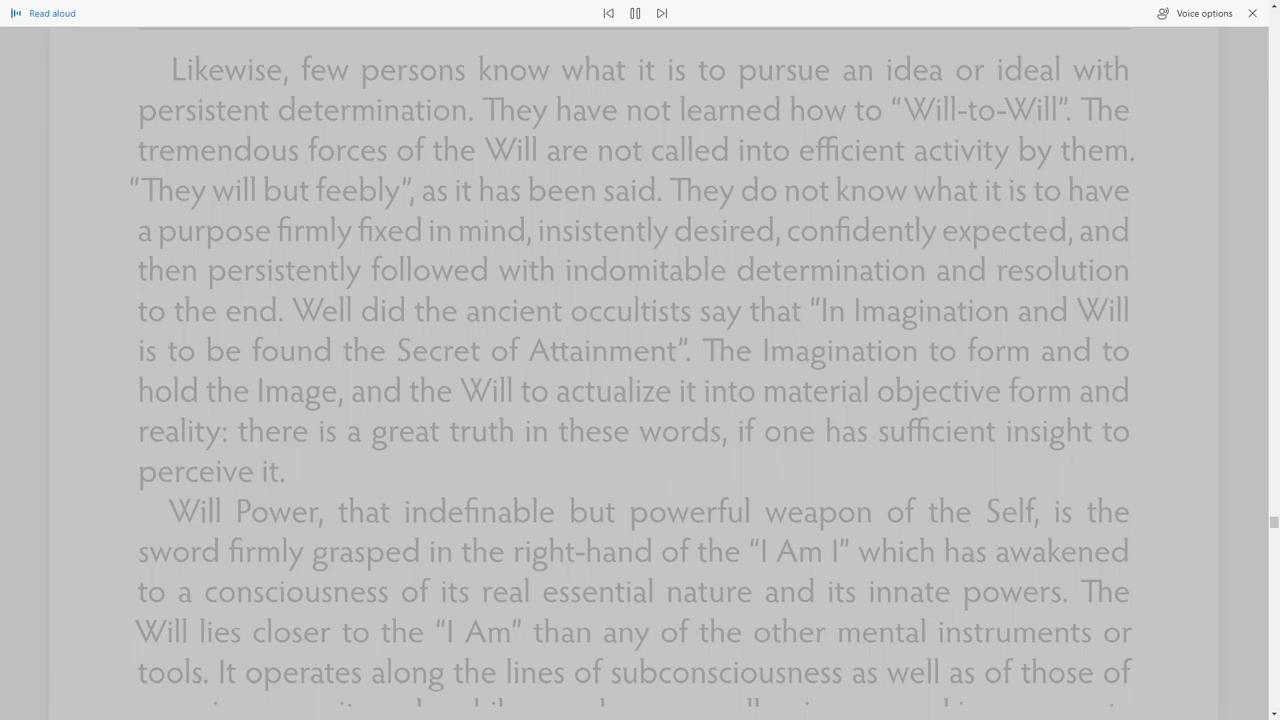 Read aloud
Voice options
Likewise, few persons know what it is to pursue an idea or ideal with
persistent determination. They have not learned how to “Will-to-Will”. The
tremendous forces of the Will are not called into efficient activity by them.
“They will but feebly”, as it has been said. They do not know what it is to have
a purpose firmly fixed in mind, insistently desired, confidently expected, and
then persistently followed with indomitable determination and resolution
to the end. Well did the ancient occultists say that “In Imagination and Will
is to be found the Secret of Attainment”. The Imagination to form and to
hold the Image, and the Will to actualize it into material objective form and
reality: there is a great truth in these words, if one has sufficient insight to
perceive it.
Will Power, that indefinable but powerful weapon of the Self, is the
sword firmly grasped in the right-hand of the “I Am I” which has awakened
to a consciousness of its real essential nature and its innate powers. The
Will lies closer to the “I Am” than any of the other mental instruments or
tools. It operates along the lines of subconsciousness as well as of those of